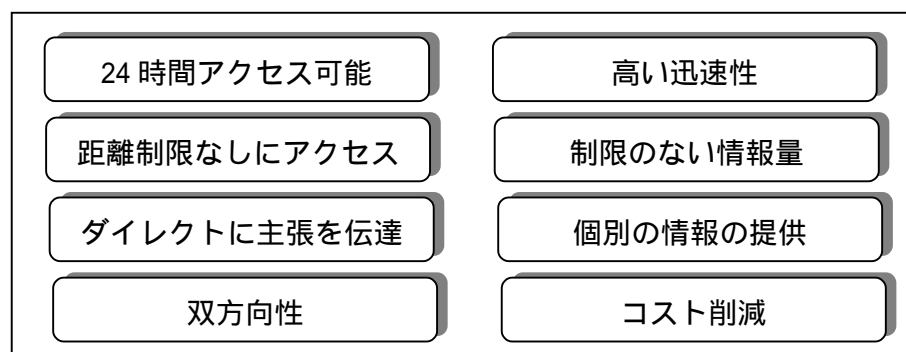 24 時間アクセス可能
高い迅速性
距離制限なしにアクセス
制限のない情報量
ダイレクトに主張を伝達
個別の情報の提供
双方向性
コスト削減